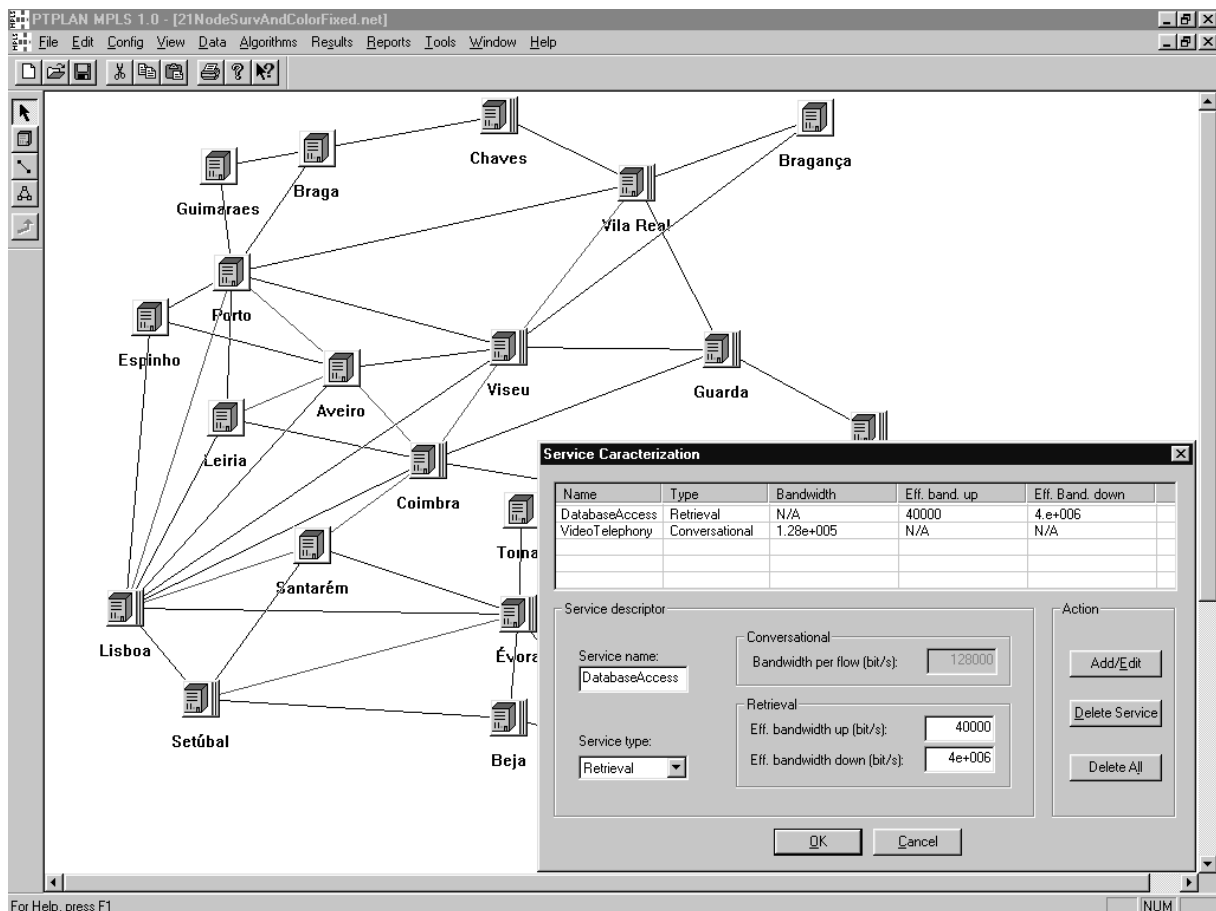 PTPLAN MPLS 1.0 - [21NodeSurvAndColorFixed.net]
File Edit Config View Data Algorithms Results Reports Tools Window Help
Chaves
Bragança
Braga
Guimaraes
Vila Real
Porto
Espinho
Viseu
Guarda
Aveiro
Leiria
Coimbra
Toma
Santarém
Lisboa
Évora
Setúbal
Beja
Service Caracterization
Name Type Bandwidth Eff. band. up Eff. Band. down
DatabaseAccess Retrieval N/A 40000 4.e+006
VideoTelephony Conversational 1.28e+005 N/A N/A
Service descriptor
Action
Service name:
DatabaseAccess
Conversational
Bandwidth per flow (bit/s): 128000
Add/Edit
Retrieval
Eff. bandwidth up (bit/s): 40000
Delete Service
Service type:
Retrieval
Eff. bandwidth down (bit/s): 4e+006
Delete All
OK Cancel
For Help, press F1
NUM